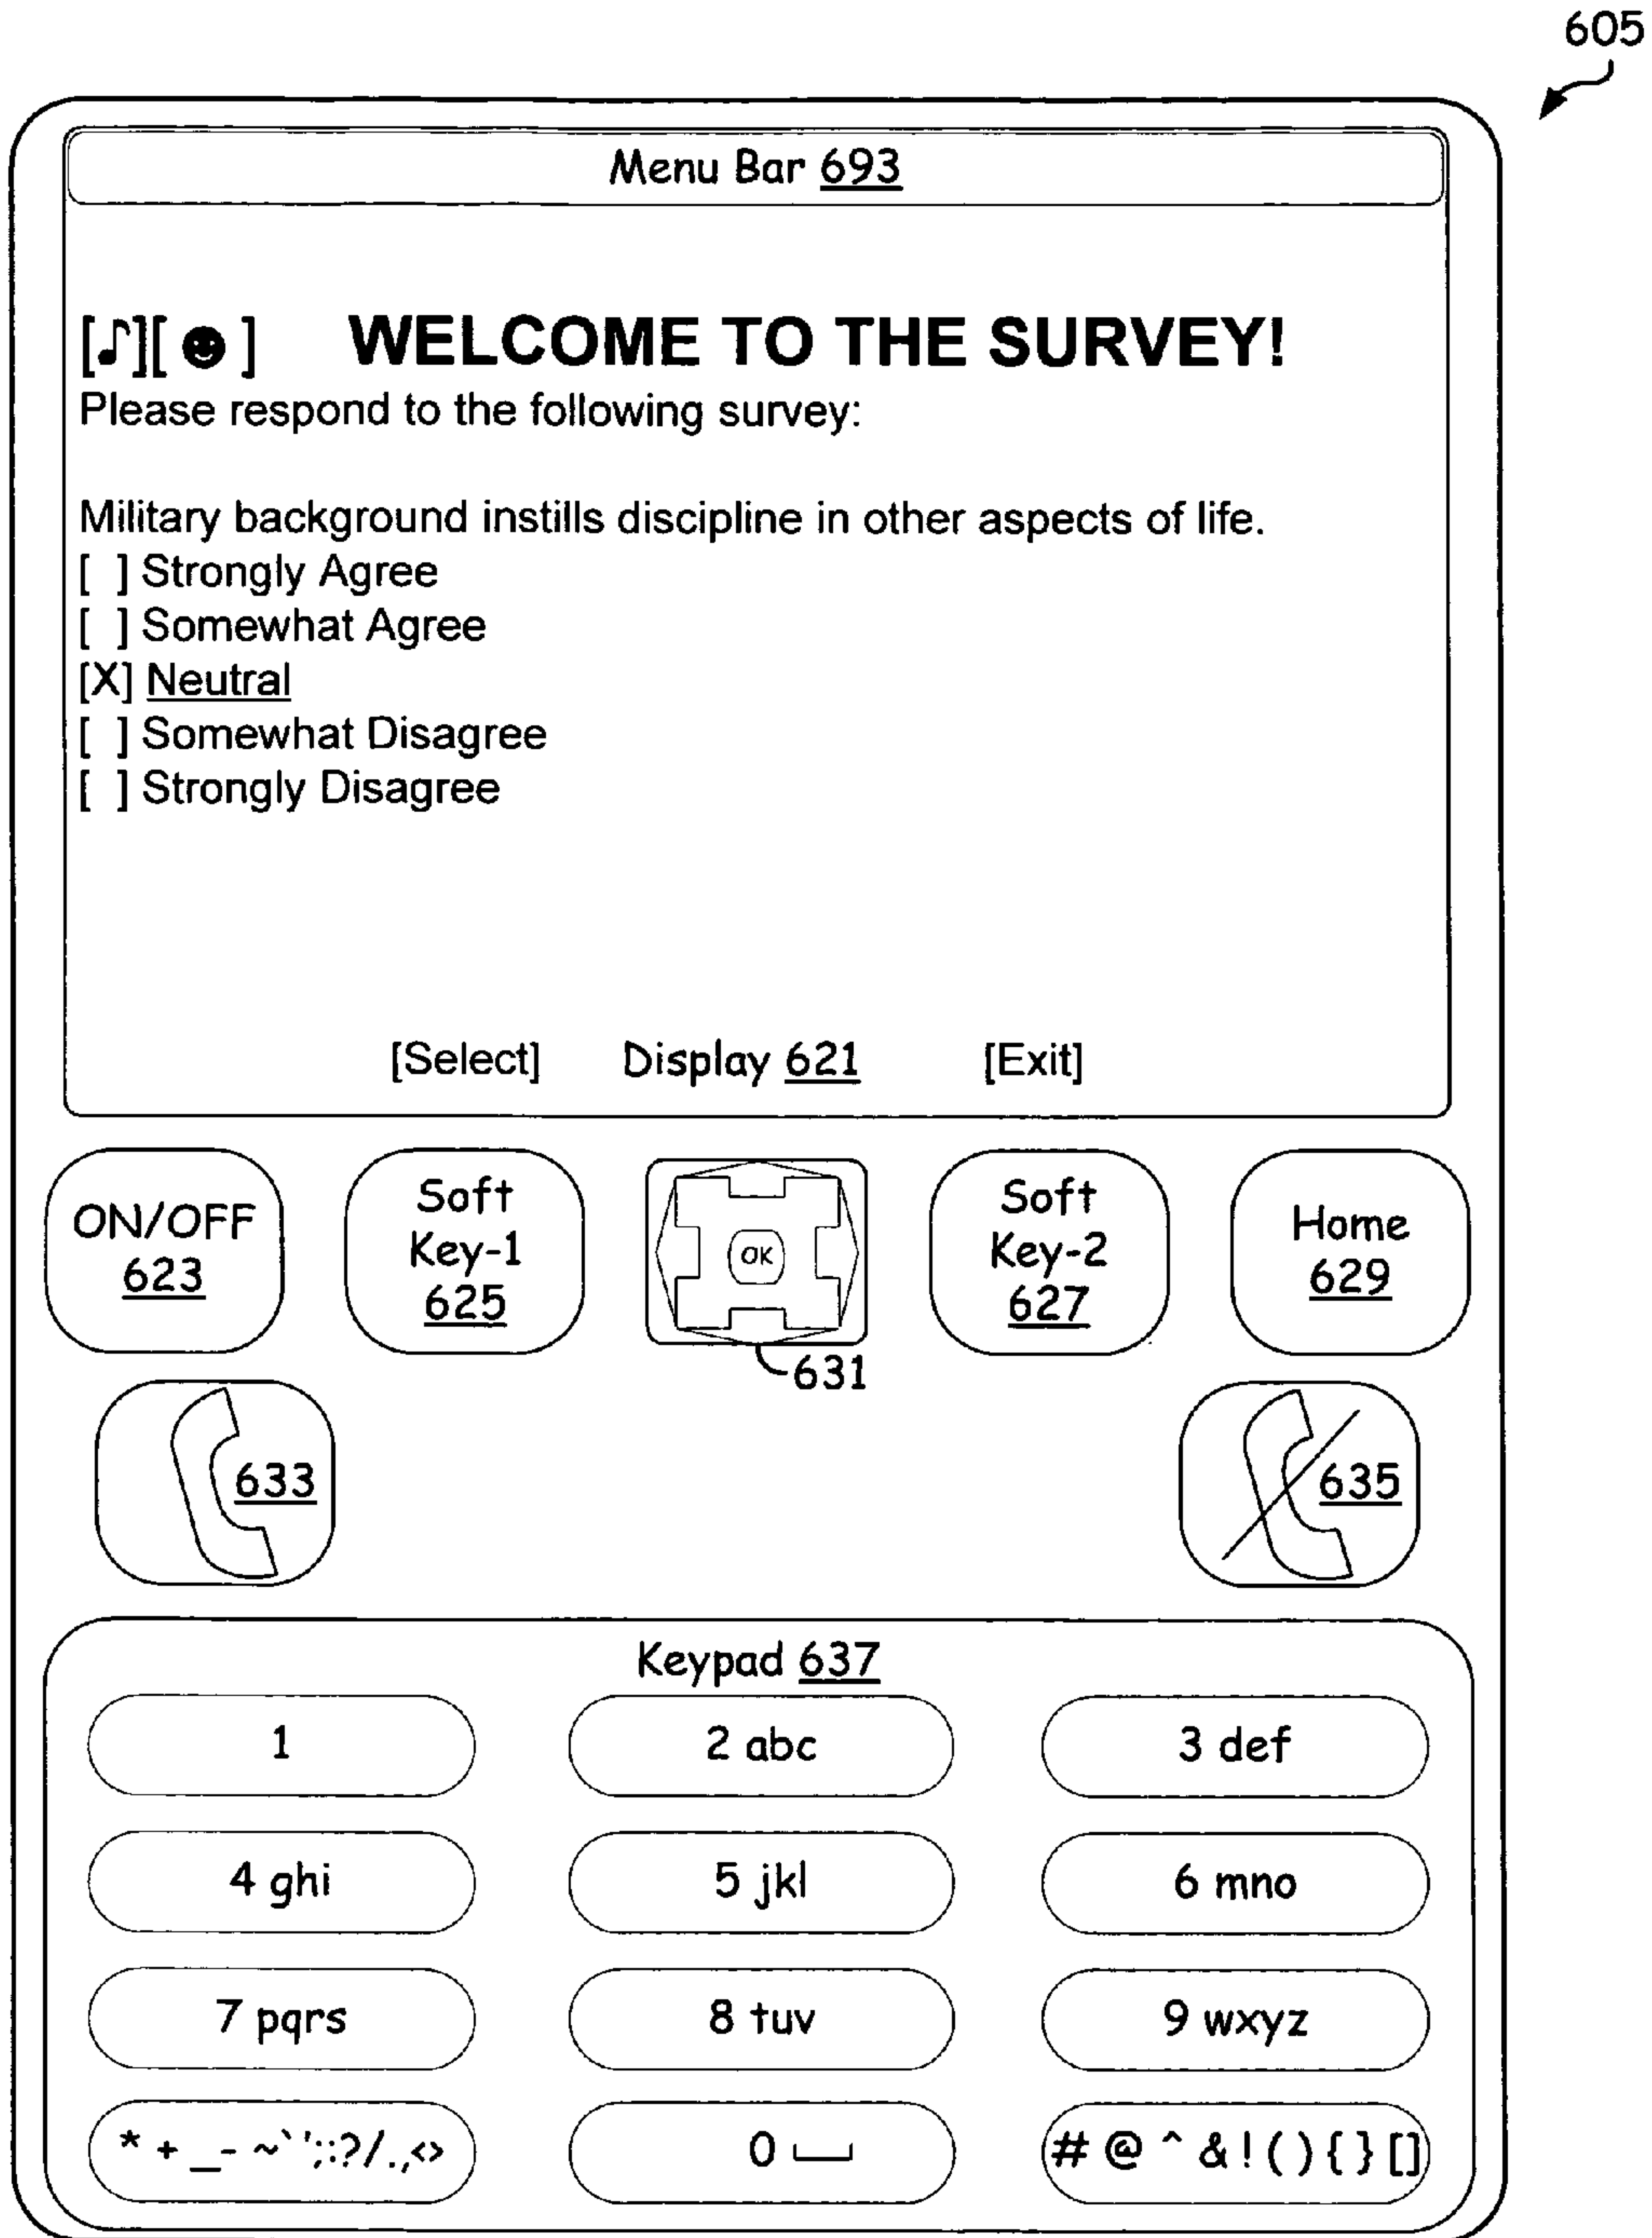 605
Menu Bar 693
[♪][☻] WELCOME TO THE SURVEY!
Please respond to the following survey:
Military background instills discipline in other aspects of life.
[ ] Strongly Agree
[ ] Somewhat Agree
[X] Neutral
[ ] Somewhat Disagree
[ ] Strongly Disagree
[Select] Display 621 [Exit]
ON/OFF
623
Soft
Key-1
625
OK
631
Soft
Key-2
627
Home
629
633
635
Keypad 637
1
2 abc
3 def
4 ghi
5 jkl
6 mno
7 pqrs
8 tuv
9 wxyz
* + _- ~`';:?/.,<>
0 ⎵
# @ ^ & ! ( ) { } []